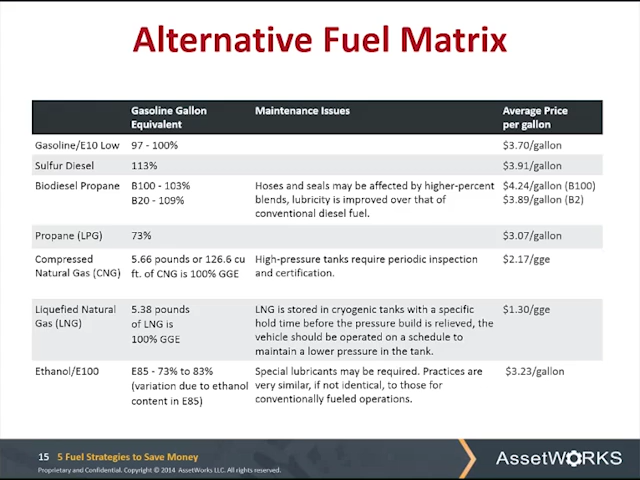 Alternative Fuel Matrix
Gasoline Gallon Equivalent Maintenance Issues Average Price per gallon
Gasoline/E10 Low 97 - 100% $3.70/gallon
Sulfur Diesel 113% $3.91/gallon
Biodiesel Propane B100 - 103% Hoses and seals may be affected by higher-percent $4.24/gallon (B100)
B20 - 109% blends, lubricity is improved over that of $3.89/gallon (B2)
conventional diesel fuel.
Propane (LPG) 73% $3.07/gallon
Compressed 5.66 pounds or 126.6 cu High-pressure tanks require periodic inspection $2.17/gge
Natural Gas (CNG) ft. of CNG is 100% GGE and certification.
Liquefied Natural 5.38 pounds LNG is stored in cryogenic tanks with a specific $1.30/gge
Gas (LNG) of LNG is hold time before the pressure build is relieved, the
100% GGE vehicle should be operated on a schedule to
maintain a lower pressure in the tank.
Ethanol/E100 E85 - 73% to 83% Special lubricants may be required. Practices are $3.23/gallon
(variation due to ethanol very similar, if not identical, to those for
content in E85) conventionally fueled operations.
15 5 Fuel Strategies to Save Money
Proprietary and Confidential. Copyright © 2014 AssetWorks LLC. All rights reserved.
AssetWORKS